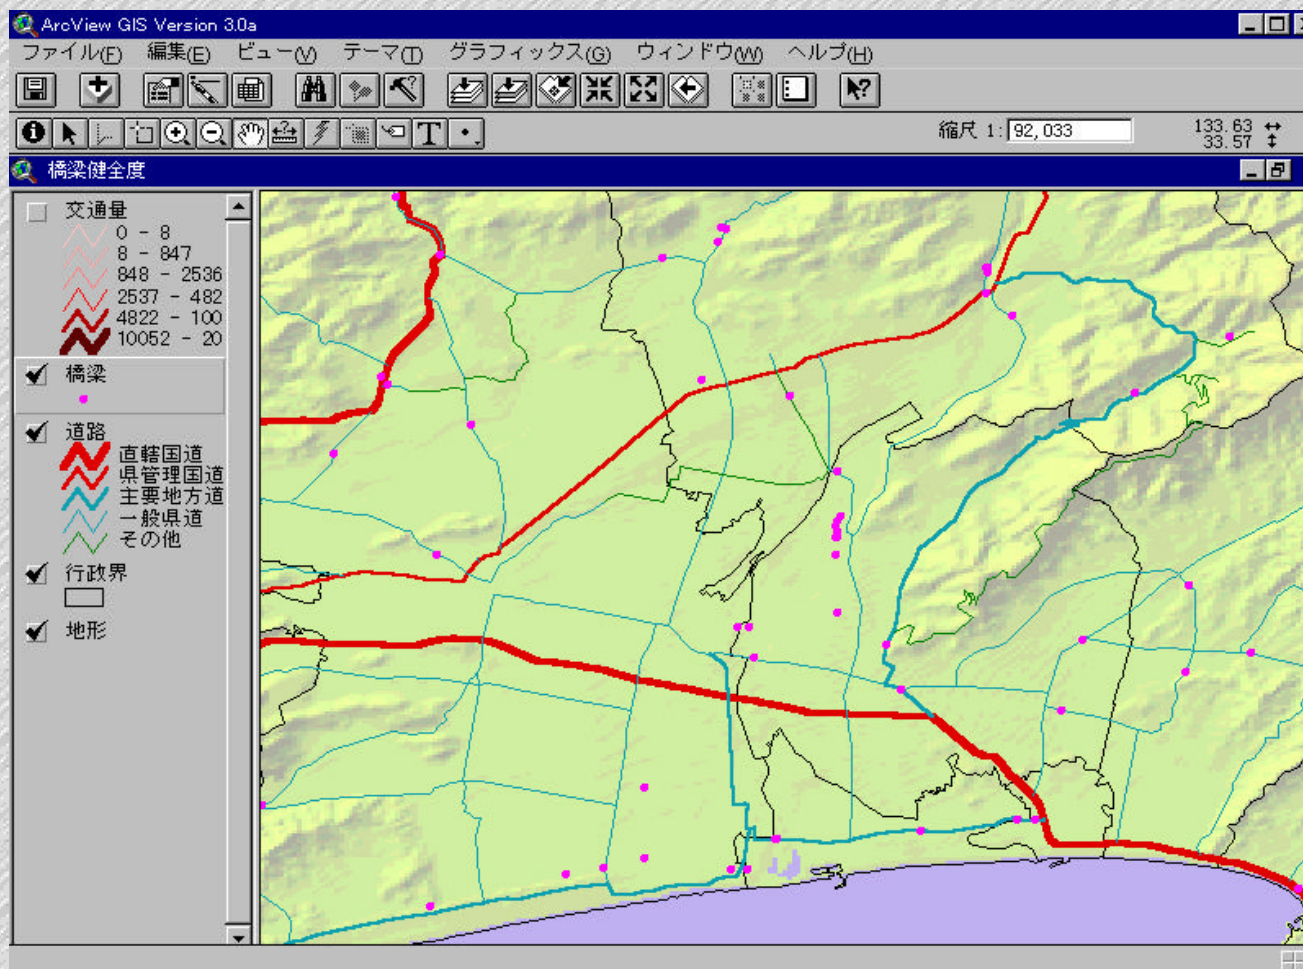 ArcView GIS Version 3.0a
ファイル(F) 編集(E) ビュー(V) テーマ(T) グラフィックス(G) ウィンドウ(W) ヘルプ(H)
縮尺 1: 92,033
133.63
33.57
橋梁健全度
交通量
0 - 8
8 - 847
848 - 2536
2537 - 482
4822 - 100
10052 - 20
橋梁
道路
直轄国道
県管理国道
主要地方道
一般県道
その他
行政界
地形